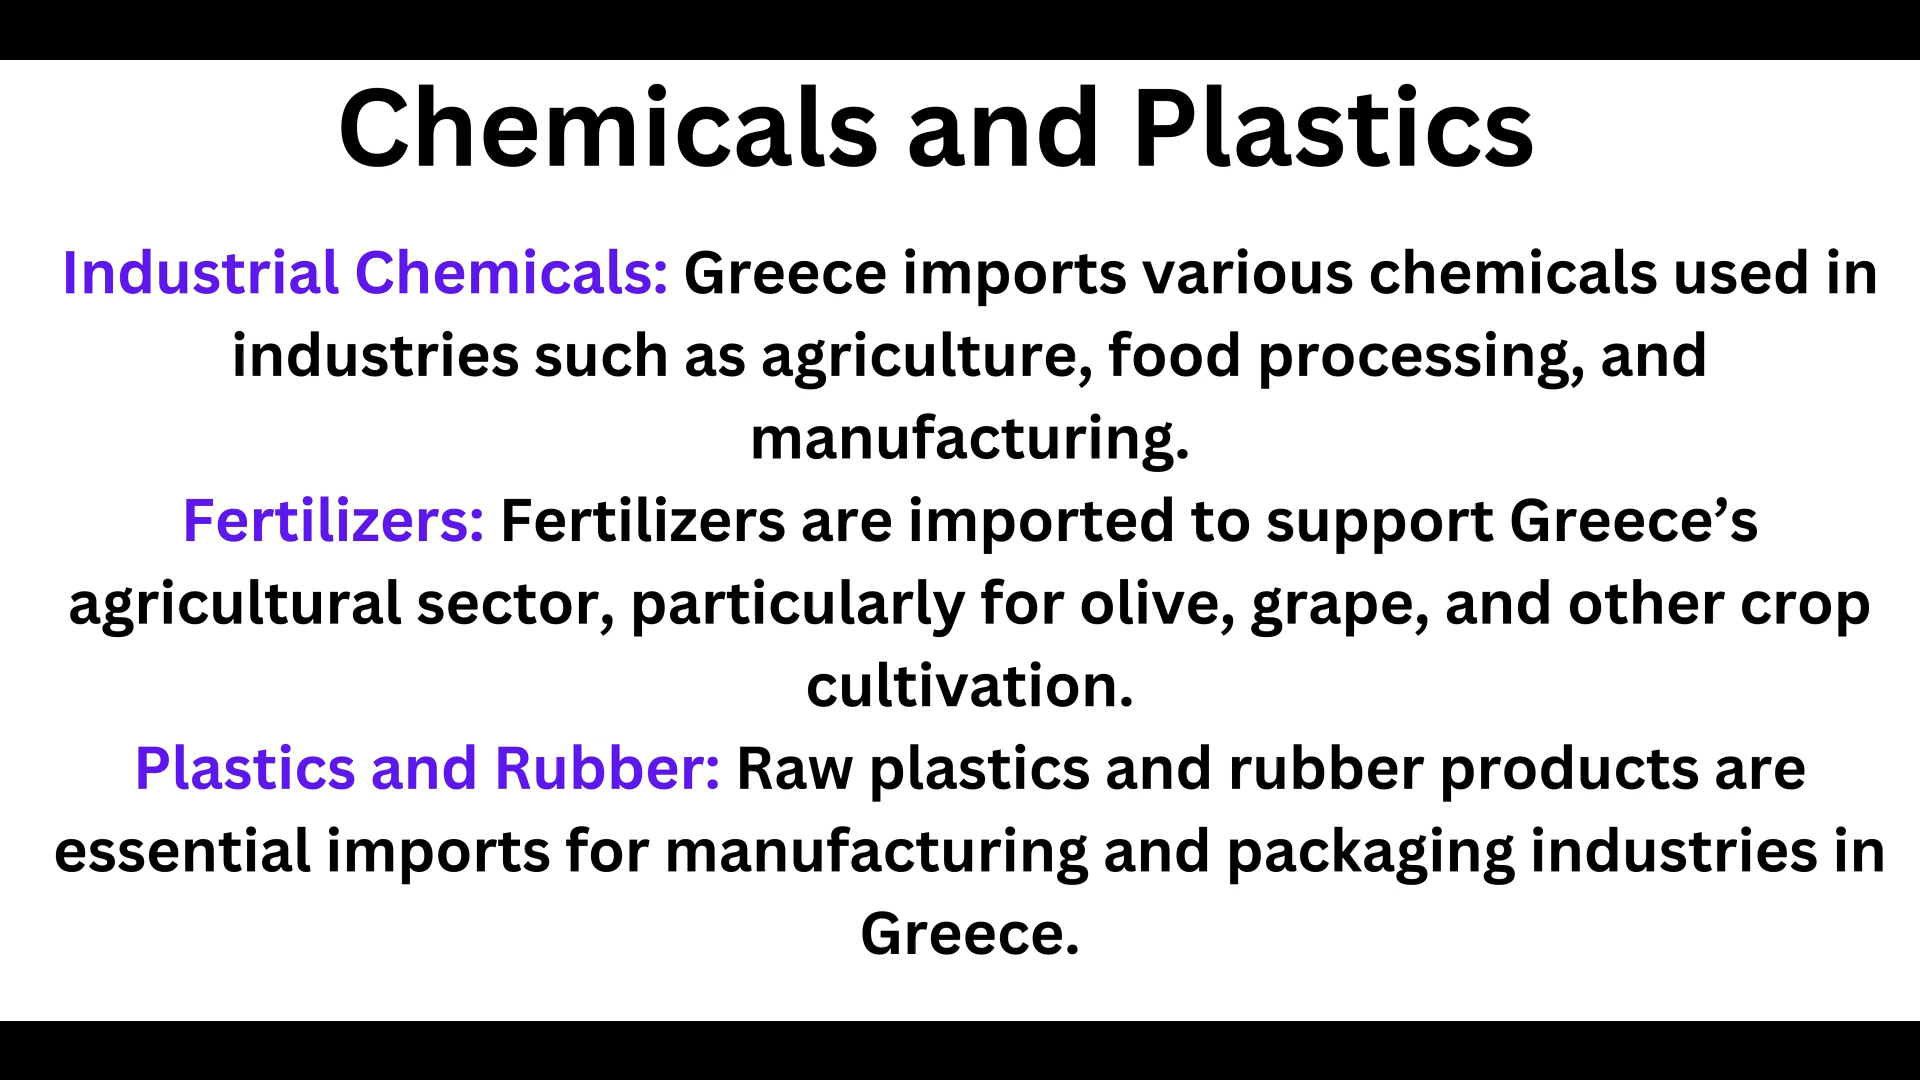 Chemicals and Plastics
Industrial Chemicals: Greece imports various chemicals used in
industries such as agriculture, food processing, and
manufacturing.
Fertilizers: Fertilizers are imported to support Greece’s
agricultural sector, particularly for olive, grape, and other crop
cultivation.
Plastics and Rubber: Raw plastics and rubber products are
essential imports for manufacturing and packaging industries in
Greece.